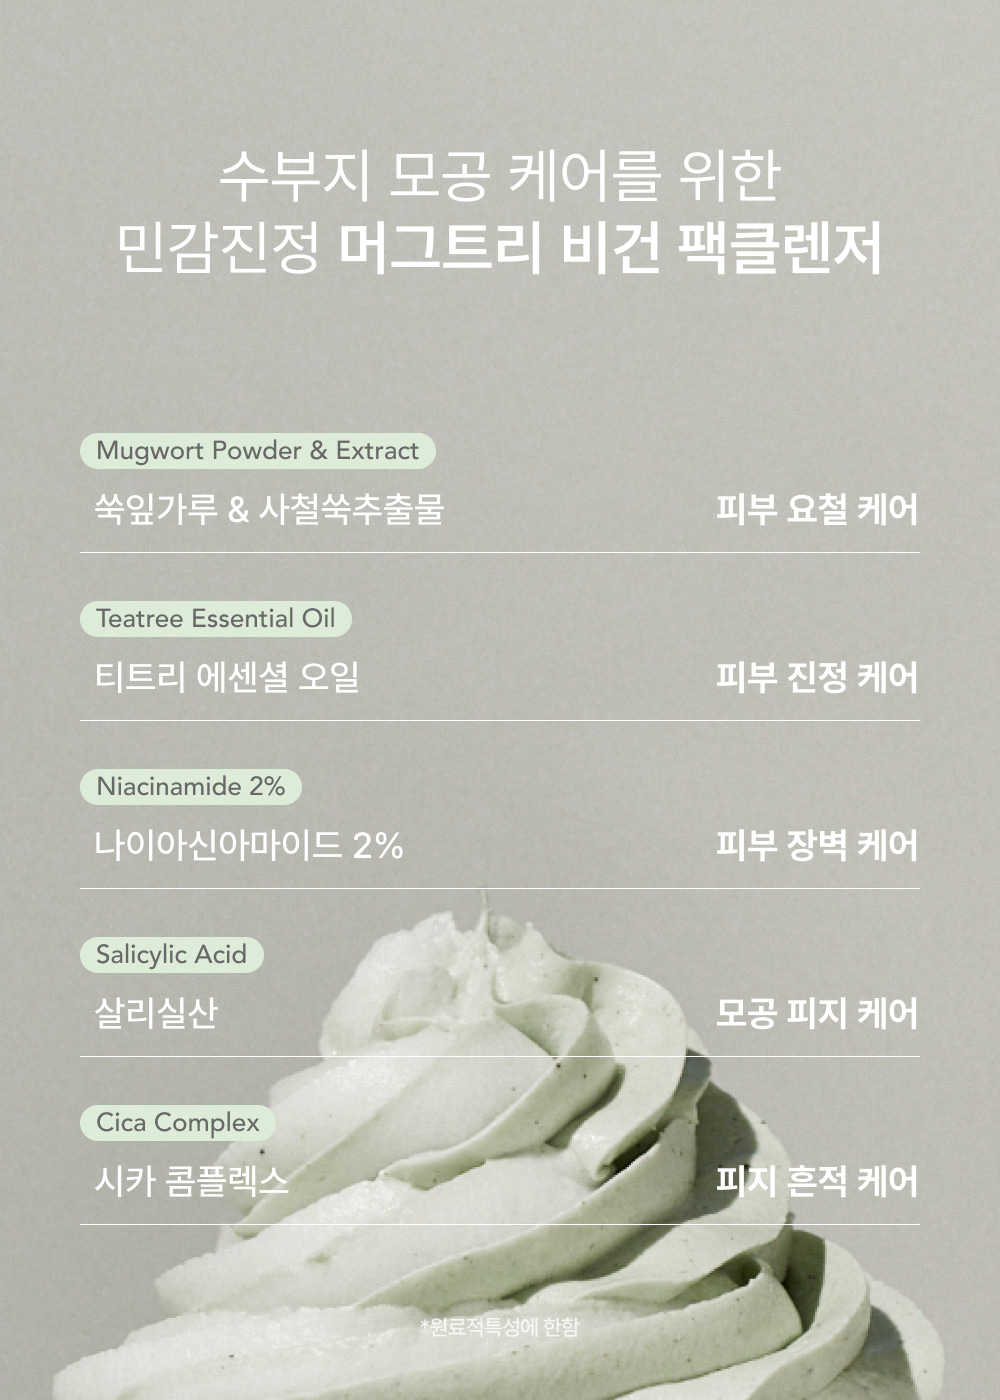 수부지 모공 케어를 위한
민감진정 머그트리 비건 팩클렌저
Mugwort Powder & Extract
쑥잎가루 & 사철쑥추출물 피부 요철 케어
Teatree Essential Oil
티트리 에센셜 오일 피부 진정 케어
Niacinamide 2%
나이아신아마이드 2% 피부 장벽 케어
Salicylic Acid
살리실산 모공 피지 케어
Cica Complex
시카 콤플렉스 피지 흔적 케어
*원료적특성에 한함